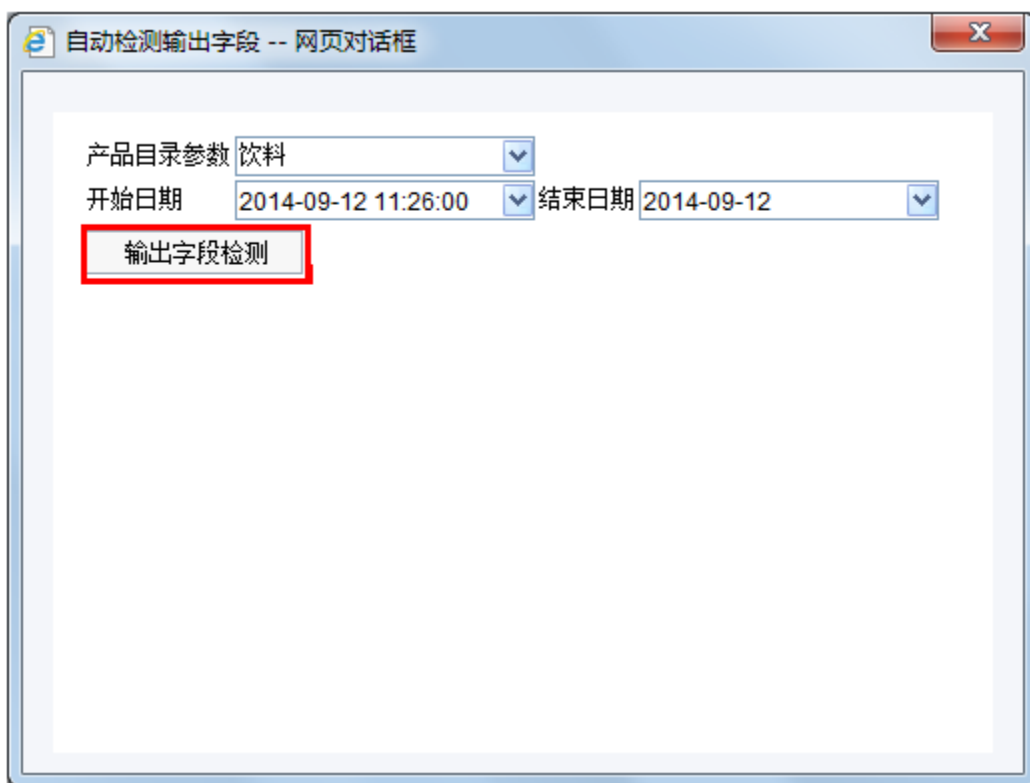 自动检测输出字段 -- 网页对话框
产品目录参数 饮料
开始日期 2014-09-12 11:26:00 结束日期 2014-09-12
输出字段检测